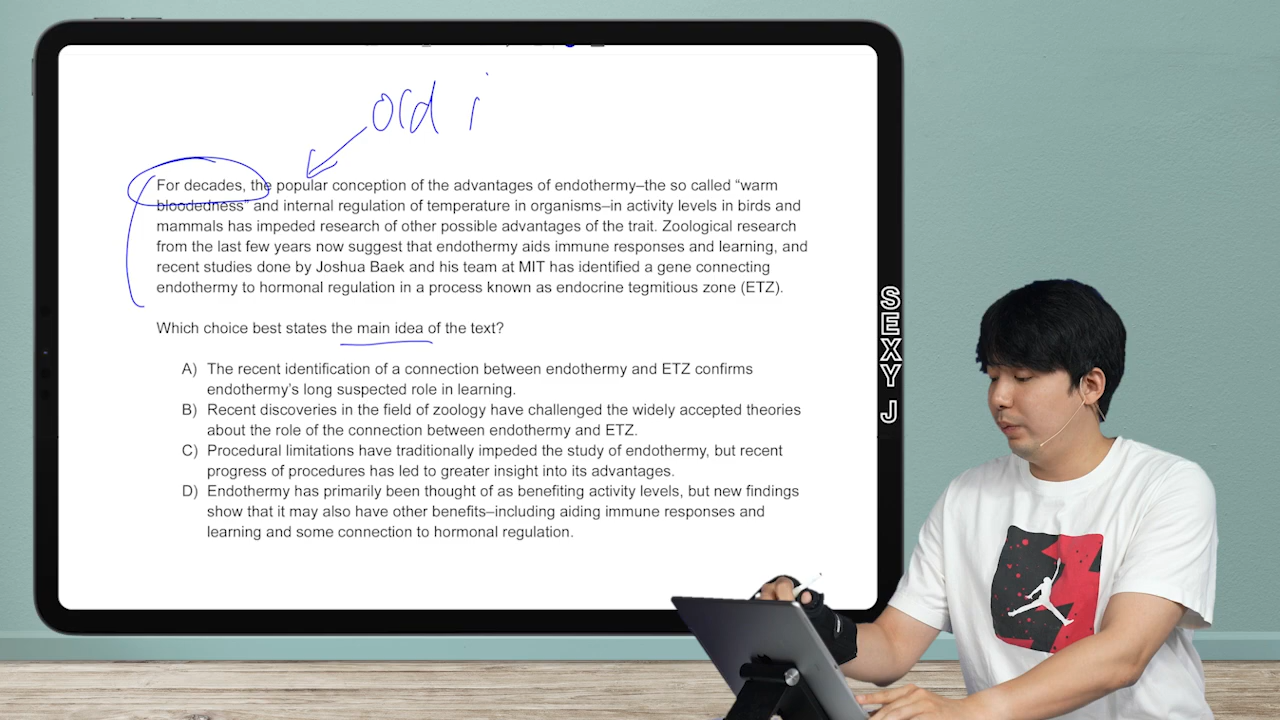 old i
For decades, the popular conception of the advantages of endothermy–the so called “warm
bloodedness” and internal regulation of temperature in organisms–in activity levels in birds and
mammals has impeded research of other possible advantages of the trait. Zoological research
from the last few years now suggest that endothermy aids immune responses and learning, and
recent studies done by Joshua Baek and his team at MIT has identified a gene connecting
endothermy to hormonal regulation in a process known as endocrine tegmitious zone (ETZ).
Which choice best states the main idea of the text?
A) The recent identification of a connection between endothermy and ETZ confirms
endothermy’s long suspected role in learning.
B) Recent discoveries in the field of zoology have challenged the widely accepted theories
about the role of the connection between endothermy and ETZ.
C) Procedural limitations have traditionally impeded the study of endothermy, but recent
progress of procedures has led to greater insight into its advantages.
D) Endothermy has primarily been thought of as benefiting activity levels, but new findings
show that it may also have other benefits–including aiding immune responses and
learning and some connection to hormonal regulation.
SEXY J